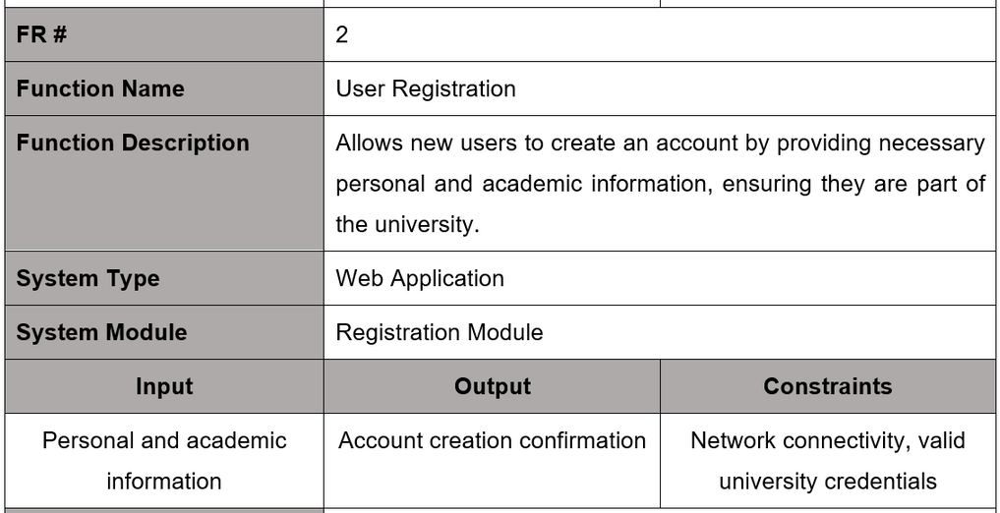 FR # 2
Function Name User Registration
Function Description Allows new users to create an account by providing necessary
personal and academic information, ensuring they are part of
the university.
System Type Web Application
System Module Registration Module
Input Output Constraints
Personal and academic Account creation confirmation Network connectivity, valid
information university credentials